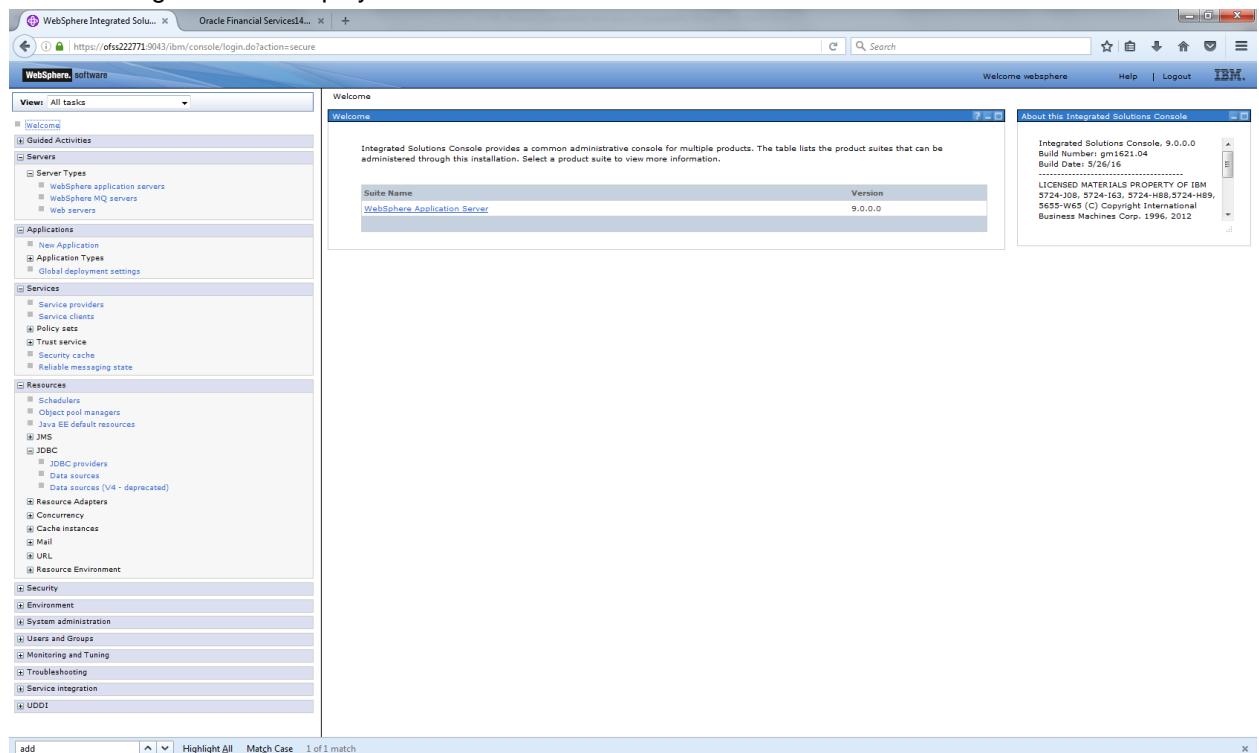 WebSphere Integrated Solu... × Oracle Financial Services14... × +
https://ofss222771:9043/ibm/console/login.do?action=secure Search
WebSphere. software Welcome websphere Help | Logout IBM.
View: All tasks
Welcome
Guided Activities
Servers
Server Types
WebSphere application servers
WebSphere MQ servers
Web servers
Applications
New Application
Application Types
Global deployment settings
Services
Service providers
Service clients
Policy sets
Trust service
Security cache
Reliable messaging state
Resources
Schedulers
Object pool managers
Java EE default resources
JMS
JDBC
JDBC providers
Data sources
Data sources (V4 - deprecated)
Resource Adapters
Concurrency
Cache instances
Mail
URL
Resource Environment
Security
Environment
System administration
Users and Groups
Monitoring and Tuning
Troubleshooting
Service integration
UDDI
Welcome
Welcome
Integrated Solutions Console provides a common administrative console for multiple products. The table lists the product suites that can be
administered through this installation. Select a product suite to view more information.
Suite Name Version
WebSphere Application Server 9.0.0.0
About this Integrated Solutions Console
Integrated Solutions Console, 9.0.0.0
Build Number: gm1621.04
Build Date: 5/26/16
----------------------------------------
LICENSED MATERIALS PROPERTY OF IBM
5724-J08, 5724-I63, 5724-H88,5724-H89,
5655-W65 (C) Copyright International
Business Machines Corp. 1996, 2012
add Highlight All Match Case 1 of 1 match ×